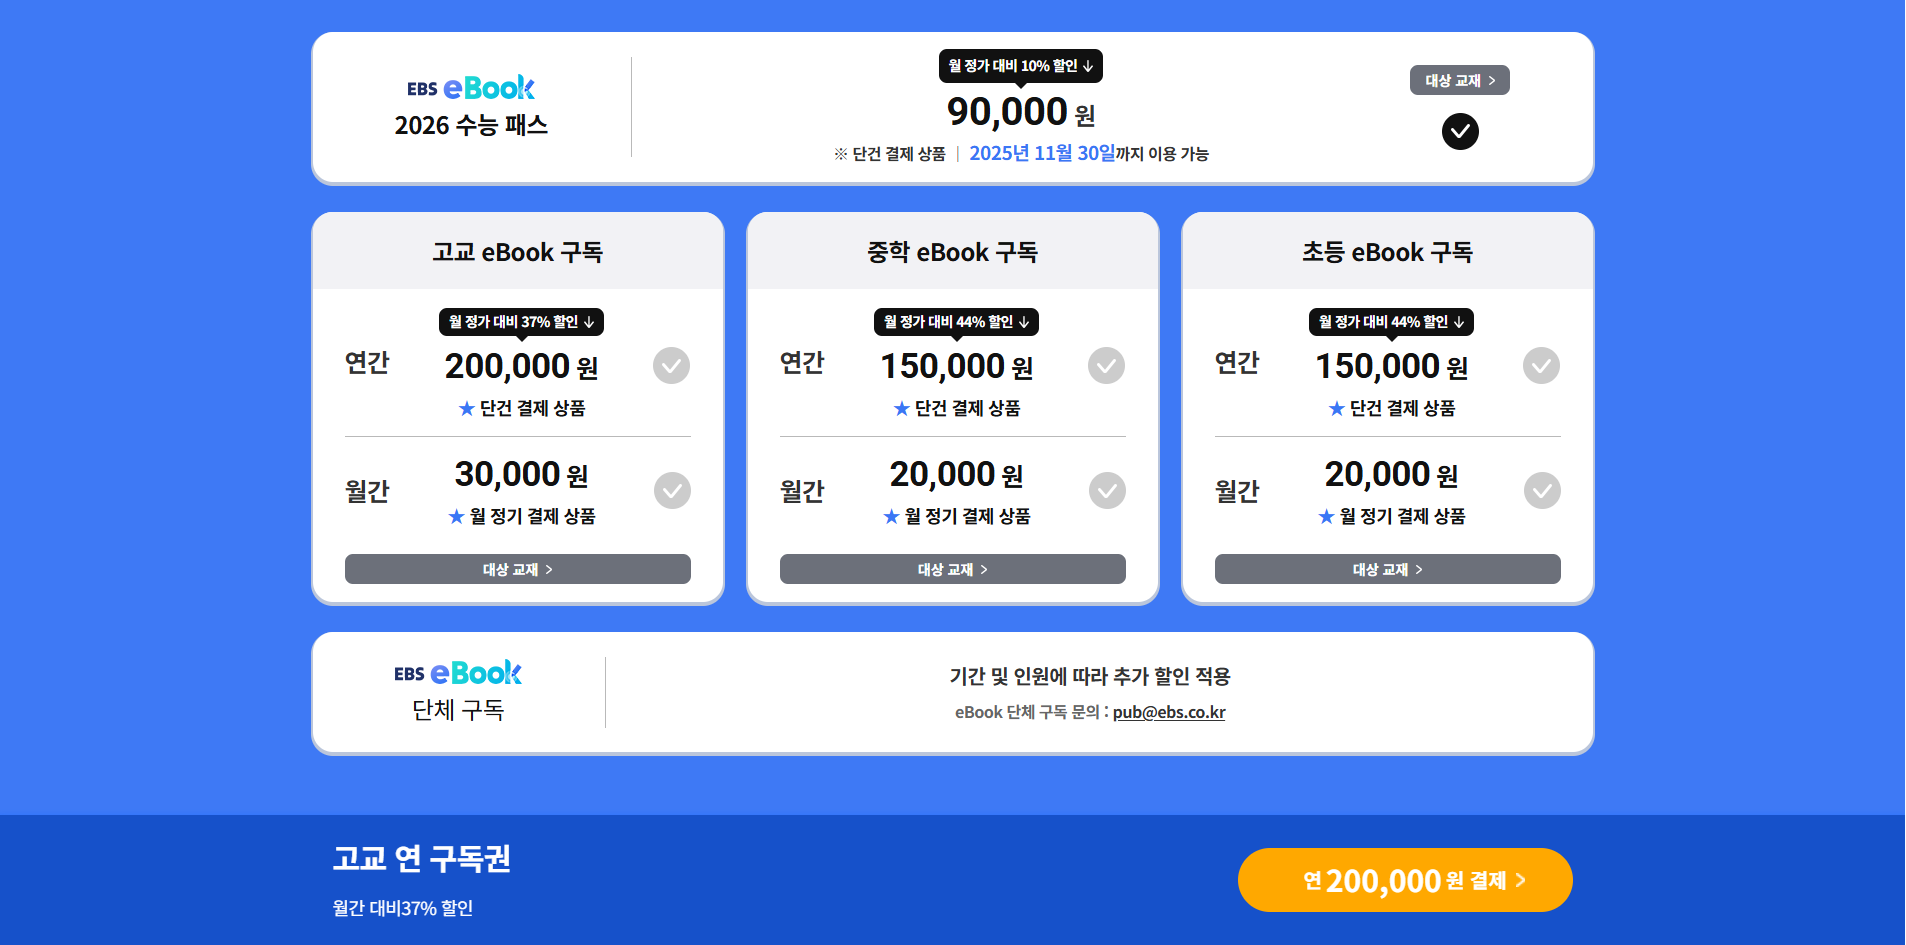 EBS eBook
2026 수능 패스
월 정가 대비 10% 할인 ↓
90,000 원
※ 단건 결제 상품 | 2025년 11월 30일까지 이용 가능
대상 교재 >
고교 eBook 구독
연간
월 정가 대비 37% 할인 ↓
200,000 원
★ 단건 결제 상품
월간
30,000 원
★ 월 정기 결제 상품
대상 교재 >
중학 eBook 구독
연간
월 정가 대비 44% 할인 ↓
150,000 원
★ 단건 결제 상품
월간
20,000 원
★ 월 정기 결제 상품
대상 교재 >
초등 eBook 구독
연간
월 정가 대비 44% 할인 ↓
150,000 원
★ 단건 결제 상품
월간
20,000 원
★ 월 정기 결제 상품
대상 교재 >
EBS eBook
단체 구독
기간 및 인원에 따라 추가 할인 적용
eBook 단체 구독 문의 : pub@ebs.co.kr
고교 연 구독권
월간 대비37% 할인
연 200,000 원 결제 >